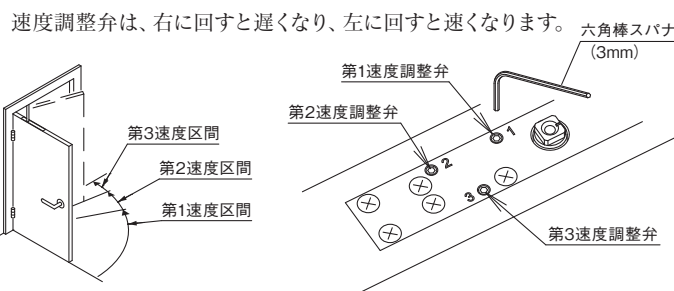 速度調整弁は、右に回すと遅くなり、左に回すと速くなります。
六角棒スパナ
(3mm)
第1速度調整弁
第2速度調整弁
第3速度区間
第2速度区間
第1速度区間
1
2
3
第3速度調整弁